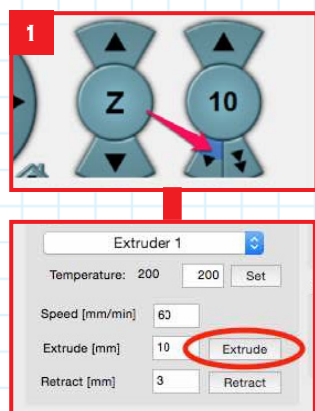 1
Z 10
Extruder 1
Temperature: 200 200 Set
Speed [mm/min] 60
Extrude [mm] 10 Extrude
Retract [mm] 3 Retract